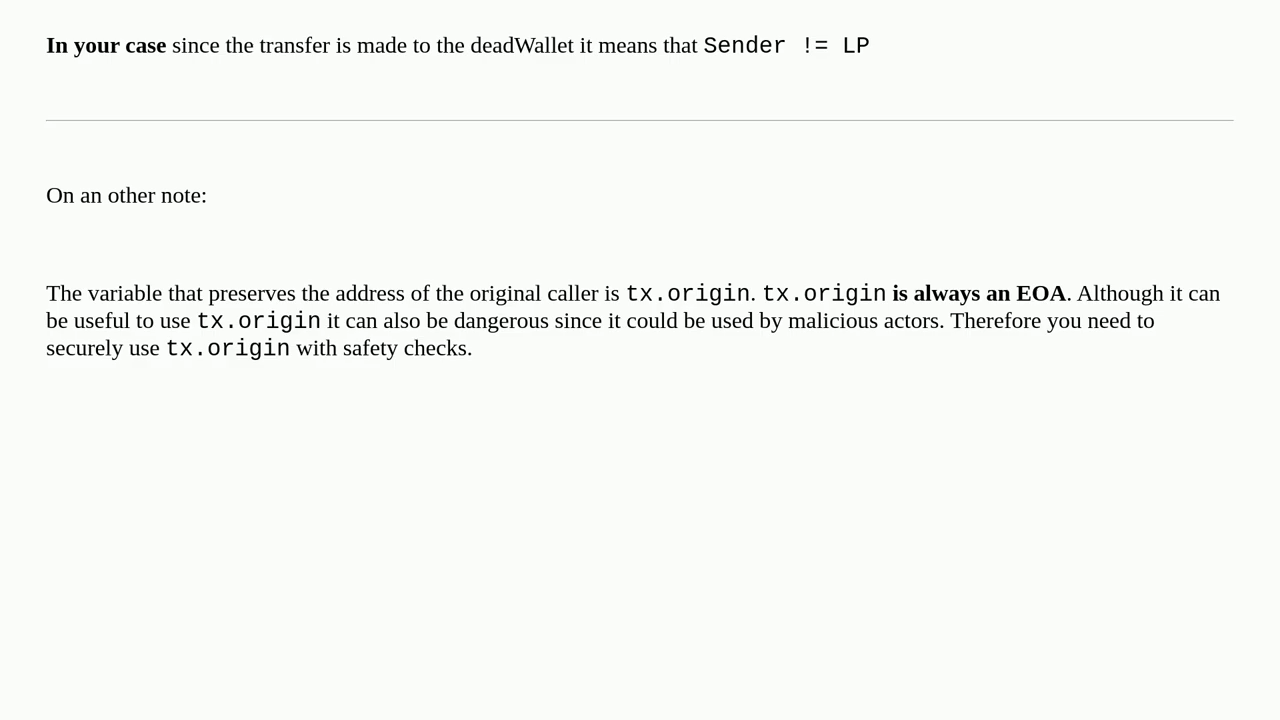 In your case since the transfer is made to the deadWallet it means that Sender != LP
On an other note:
The variable that preserves the address of the original caller is tx.origin. tx.origin is always an EOA. Although it can
be useful to use tx.origin it can also be dangerous since it could be used by malicious actors. Therefore you need to
securely use tx.origin with safety checks.